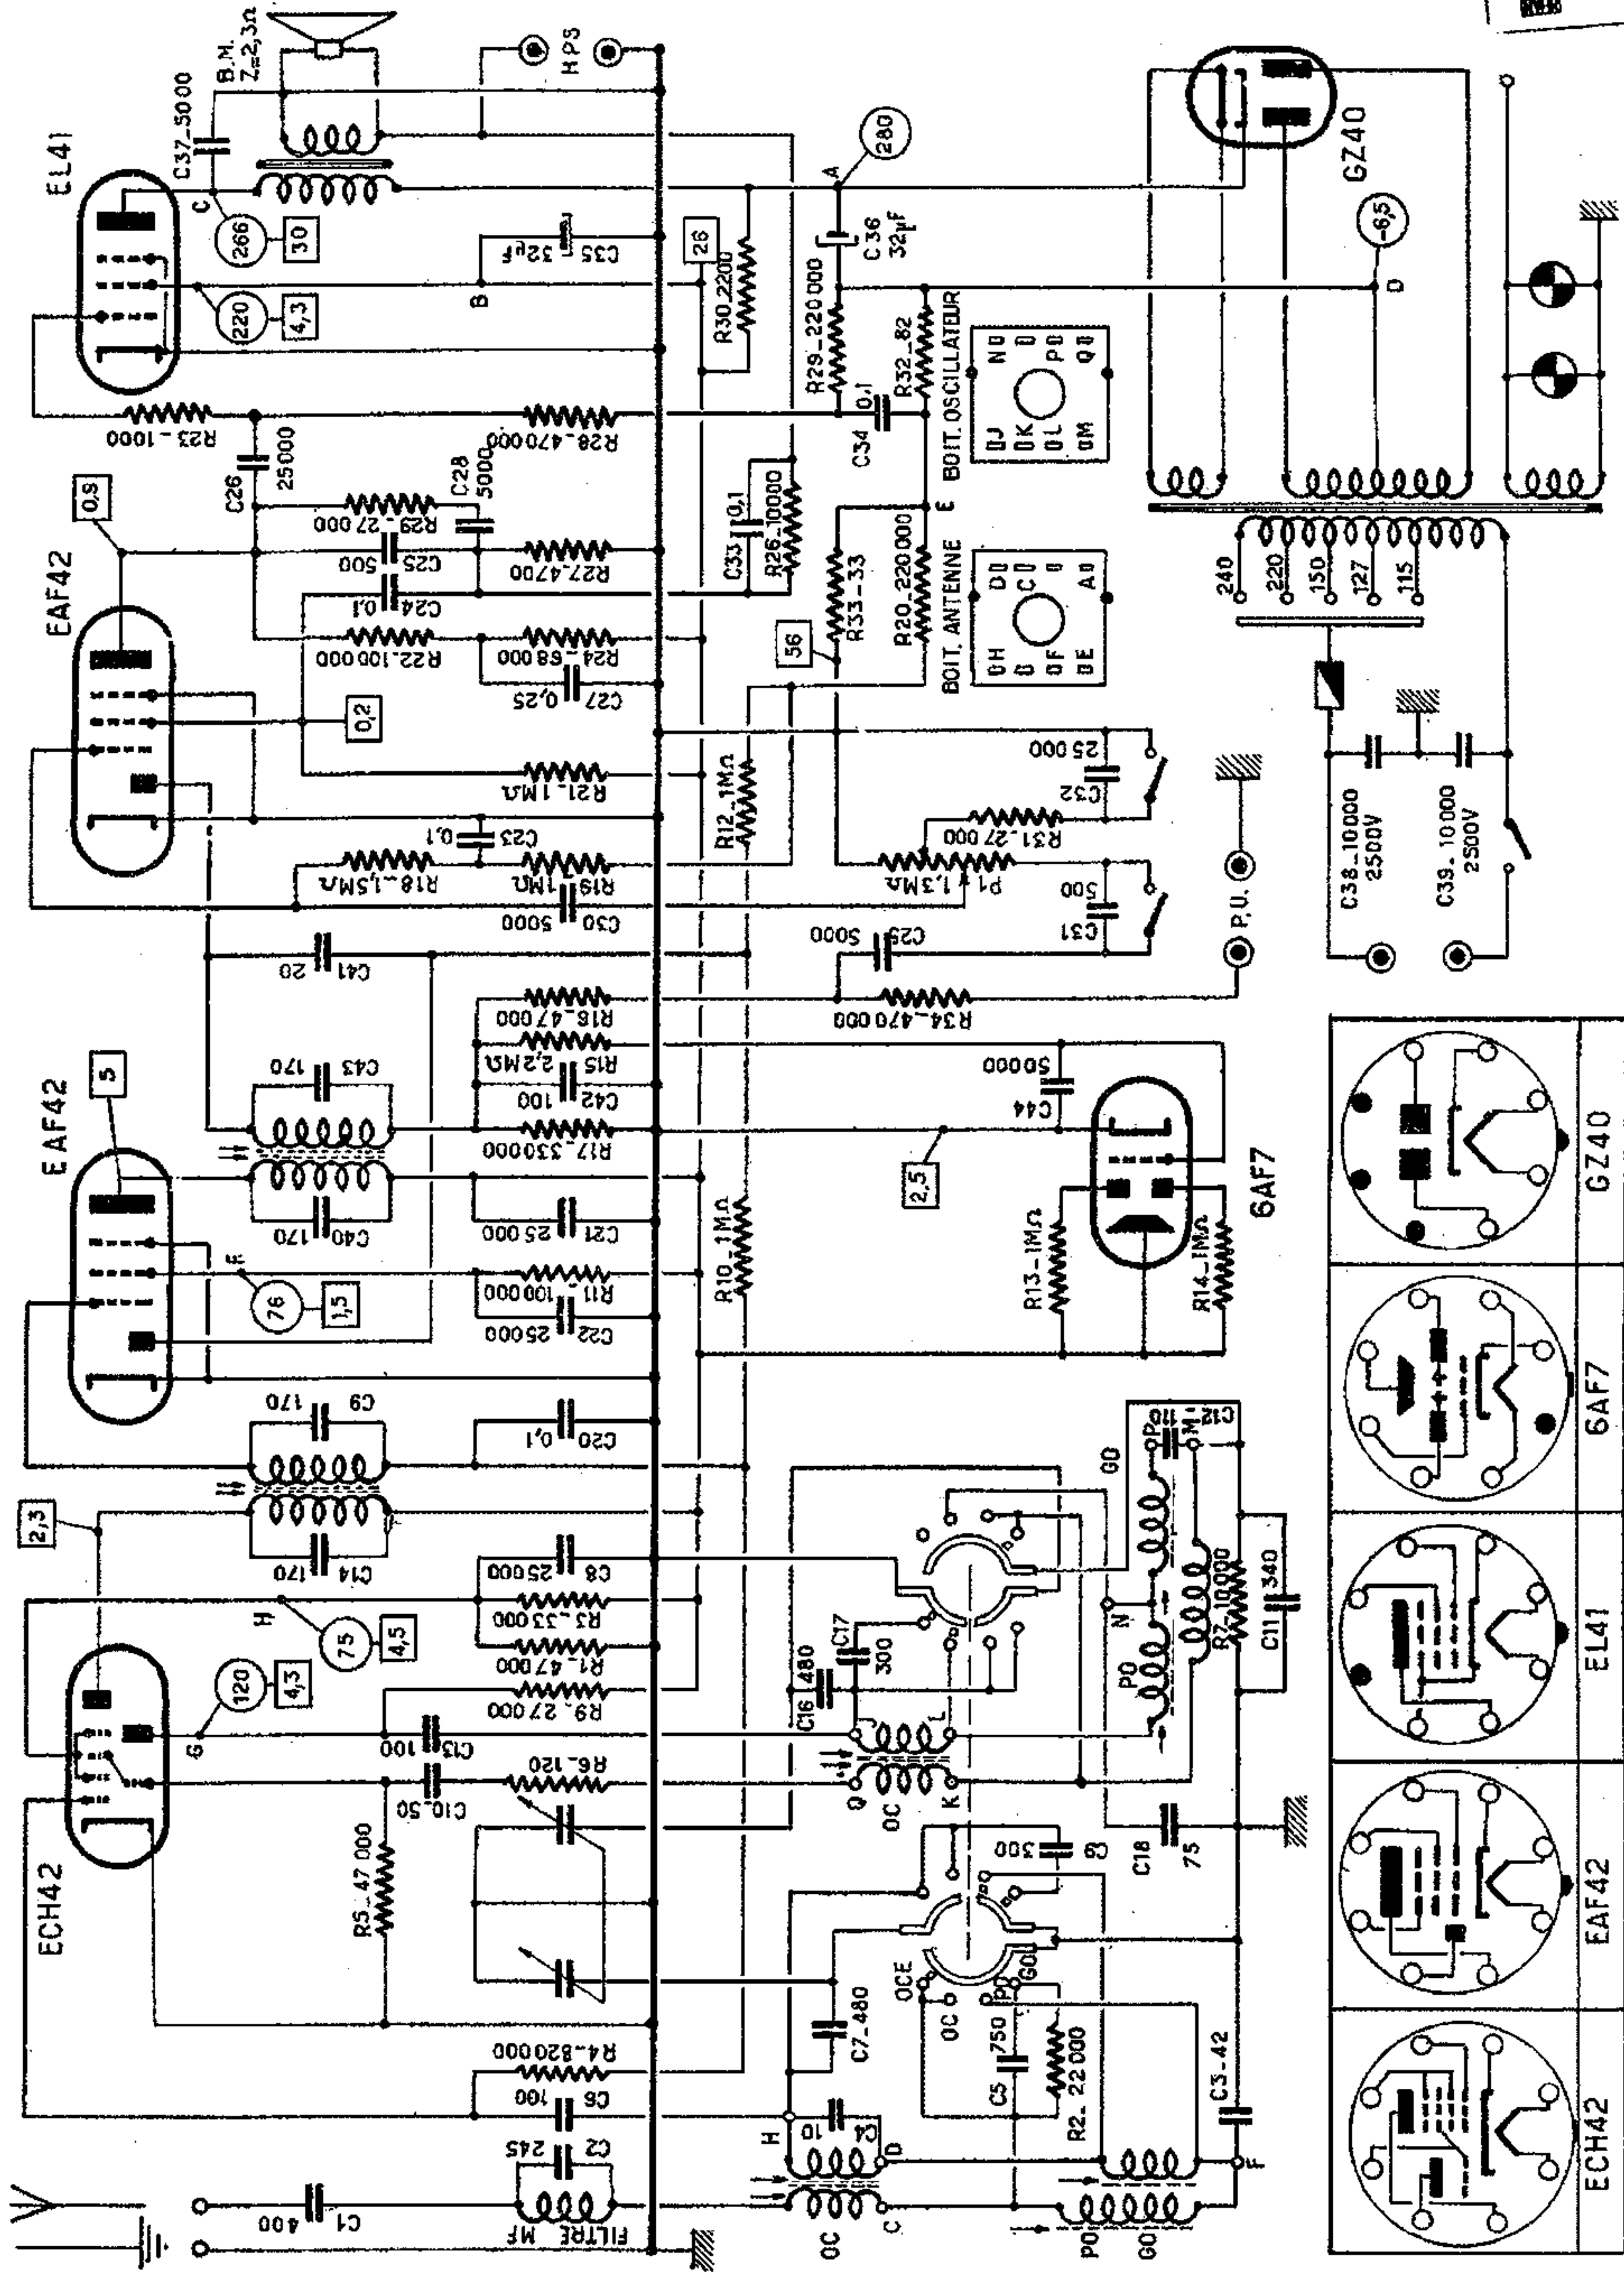 EL41
C37_5000
B.M.
Z=2,3Ω
HPS
C
266
30
220
4,3
B
C35 32µF
26
R30_2200
A
280
C36
32µF
R29_220000
R32_82
C34 0,1
-6,5
D
GZ40
R23_1000
C26
25000
R28_470000
C28
5000
R29_27000
C25
500
R27_4700
C24
0,1
C33 0,1
R26_10000
R33_33
R20_220000
E
BOIT. OSCILLATEUR
J
K
L
M
N
P
Q
BOIT. ANTENNE
H
F
E
D
C
A
0,9
EAF42
0,2
R22_100000
R24_68000
C27
0,25
R21_1MΩ
56
R12_1MΩ
C23
0,1
R18_1,5MΩ
R19_1MΩ
C30
5000
P1
1,3MΩ
R31_27000
C32
25000
C31
500
C29
5000
R34_470000
P.U.
240
220
150
127
115
C38_10000
2500V
C39_10000
2500V
C41
20
EAF42
5
C43
170
C40
170
R16_47000
R15
2,2MΩ
C42
100
R17_330000
C21
25000
R11
100000
C22
25000
76
1,5
F
R10_1MΩ
2,5
C44
50000
R13_1MΩ
R14_1MΩ
6AF7
C9
170
C14
170
C20
0,1
2,3
ECH42
H
75
4,5
120
4,3
G
C8
25000
R3_33000
R1_47000
R9_27000
C13
100
C10_50
R6_120
R5_47000
C16 480
C17
300
Q
L
OC
K
N
PO
GO
P
M
C12
110
R7_10000
C11 340
C18
75
C9
300
OCE
OC
PO
GO
C7_480
R4_820000
C6
100
C4
10
H
D
C5 750
R2_22000
C3_42
F
C2
245
FILTRE MF
C1
400
OC
C
PO
GO
ECH42
EAF42
EL41
6AF7
GZ40